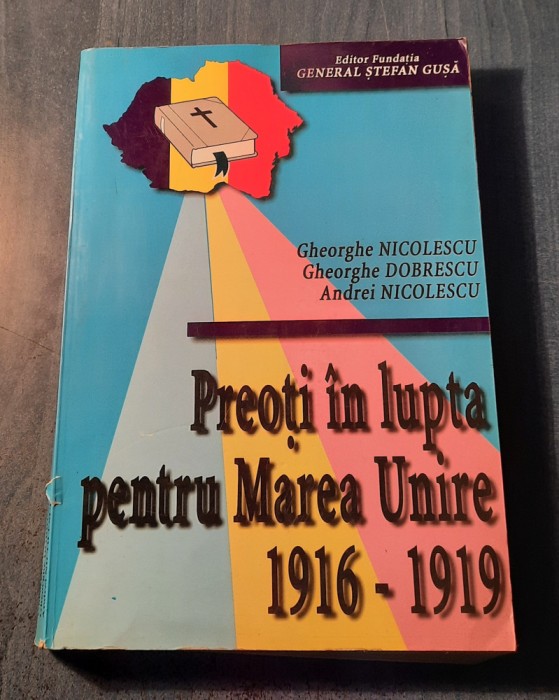 Editor Fundația
GENERAL ȘTEFAN GUȘĂ
Gheorghe NICOLESCU
Gheorghe DOBRESCU
Andrei NICOLESCU
Preoți în lupta
pentru Marea Unire
1916 - 1919